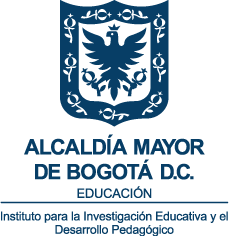 ALCALDÍA MAYOR
DE BOGOTÁ D.C.
EDUCACIÓN
Instituto para la Investigación Educativa y el
Desarrollo Pedagógico